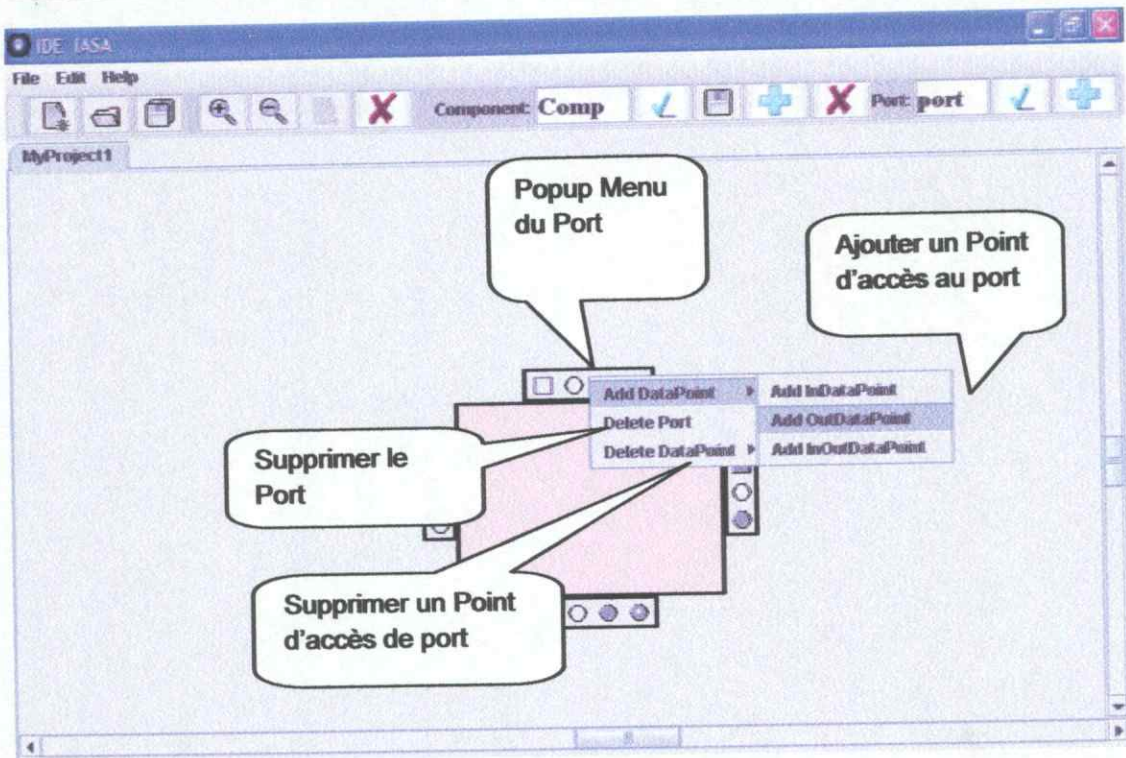 IDE IASA
File Edit Help
Component: Comp Port: port
MyProject1
Popup Menu
du Port
Ajouter un Point
d'accès au port
Add DataPoint
Delete Port
Delete DataPoint
Add InDataPoint
Add OutDataPoint
Add InOutDataPoint
Supprimer le
Port
Supprimer un Point
d'accès de port